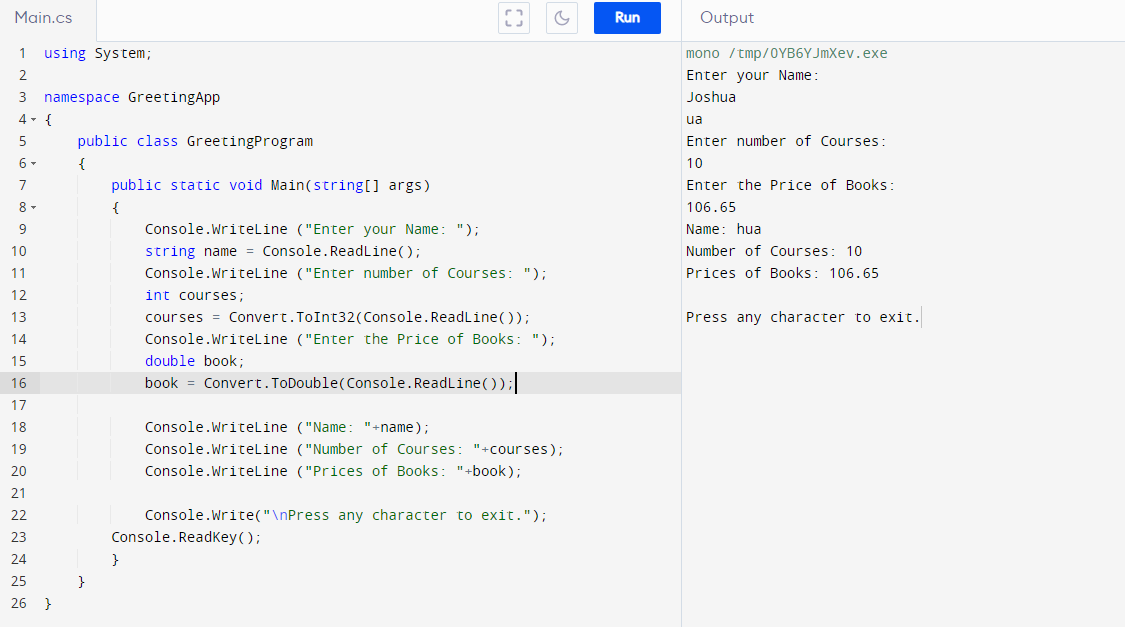 Main.cs
Run
Output
1 using System;
2
3 namespace GreetingApp
4 {
5 public class GreetingProgram
6 {
7 public static void Main(string[] args)
8 {
9 Console.WriteLine ("Enter your Name: ");
10 string name = Console.ReadLine();
11 Console.WriteLine ("Enter number of Courses: ");
12 int courses;
13 courses = Convert.ToInt32(Console.ReadLine());
14 Console.WriteLine ("Enter the Price of Books: ");
15 double book;
16 book = Convert.ToDouble(Console.ReadLine());
17
18 Console.WriteLine ("Name: "+name);
19 Console.WriteLine ("Number of Courses: "+courses);
20 Console.WriteLine ("Prices of Books: "+book);
21
22 Console.Write("\nPress any character to exit.");
23 Console.ReadKey();
24 }
25 }
26 }
mono /tmp/0YB6YJmXev.exe
Enter your Name:
Joshua
ua
Enter number of Courses:
10
Enter the Price of Books:
106.65
Name: hua
Number of Courses: 10
Prices of Books: 106.65
Press any character to exit.